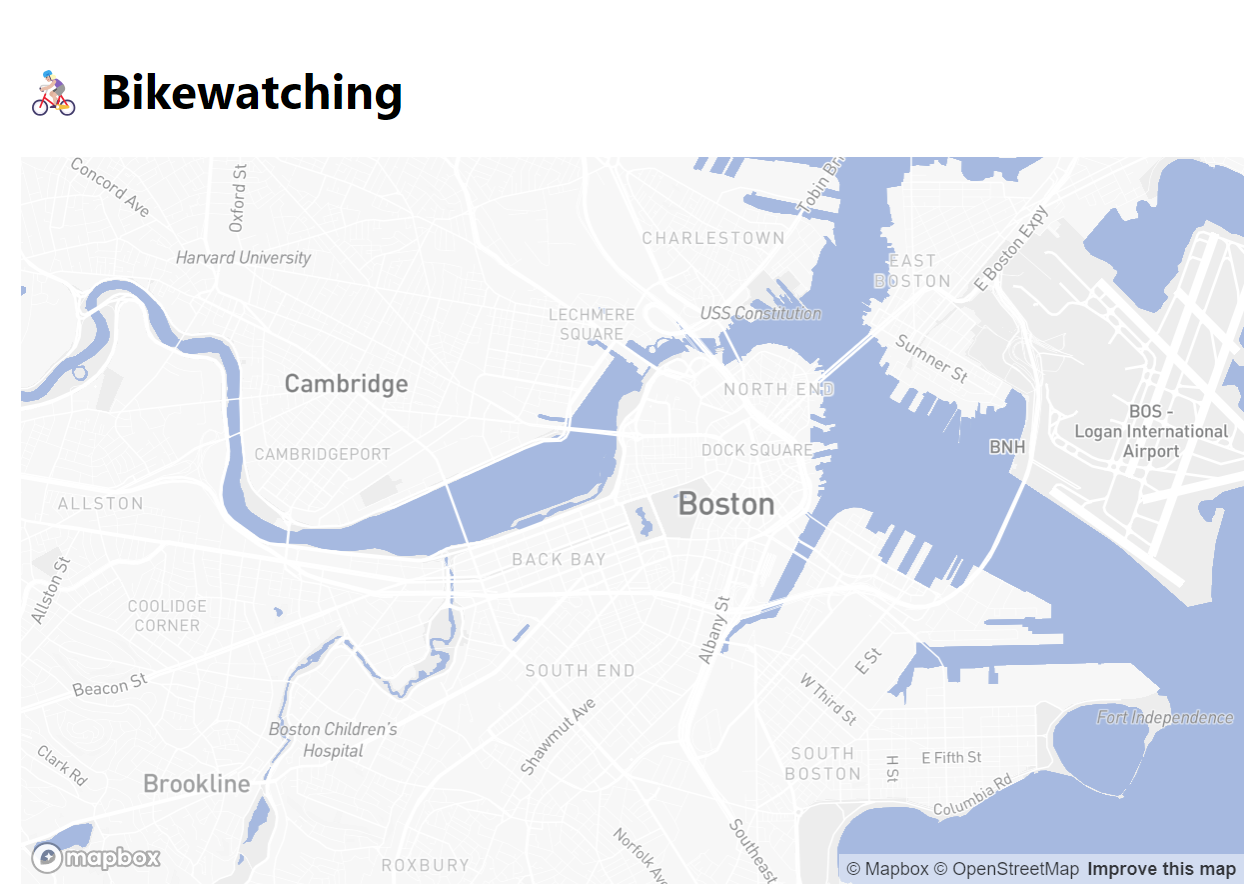 Bikewatching
Concord Ave
Oxford St
Tobin Br
Harvard University
CHARLESTOWN
EAST
BOSTON
E Boston Expy
LECHMERE
SQUARE
USS Constitution
Sumner St
Cambridge
NORTH END
BOS -
Logan International
Airport
CAMBRIDGEPORT
DOCK SQUARE
BNH
ALLSTON
Boston
BACK BAY
Allston St
COOLIDGE
CORNER
Albany St
SOUTH END
E St
Beacon St
W Third St
Boston Children's
Hospital
Shawmut Ave
Fort Independence
Clark Rd
Brookline
SOUTH
BOSTON
H St
E Fifth St
Columbia Rd
Norfolk Av
Southeast
ROXBURY
mapbox
© Mapbox © OpenStreetMap Improve this map